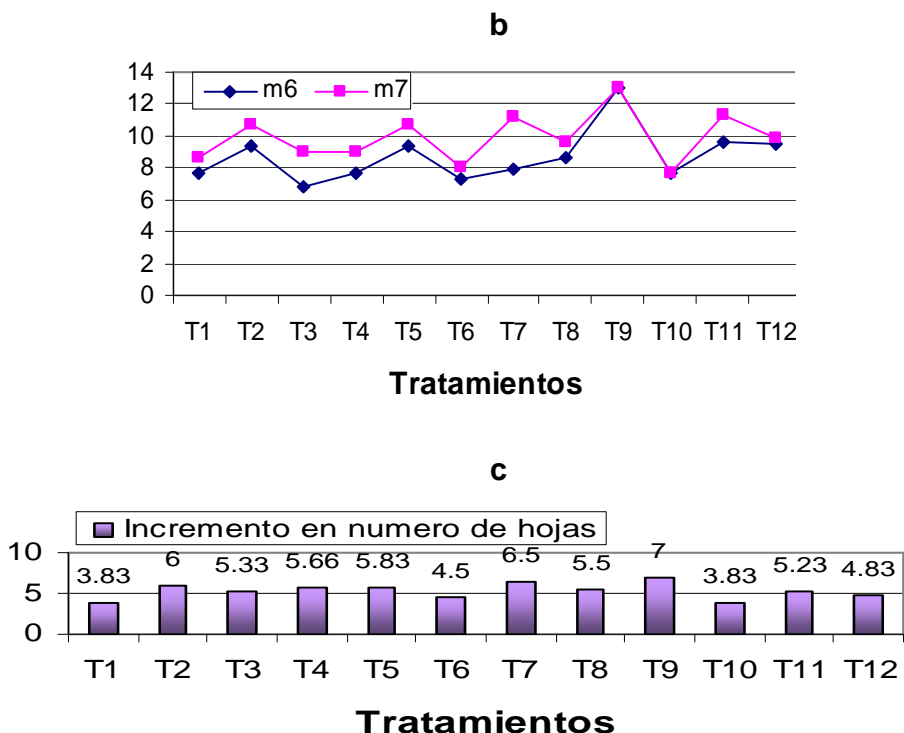 b
14
m6 m7
12
10
8
6
4
2
0
T1 T2 T3 T4 T5 T6 T7 T8 T9 T10 T11 T12
Tratamientos
c
Incremento en numero de hojas
10
3.83 6 5.33 5.66 5.83 4.5 6.5 5.5 7 3.83 5.23 4.83
5
0
T1 T2 T3 T4 T5 T6 T7 T8 T9 T10 T11 T12
Tratamientos